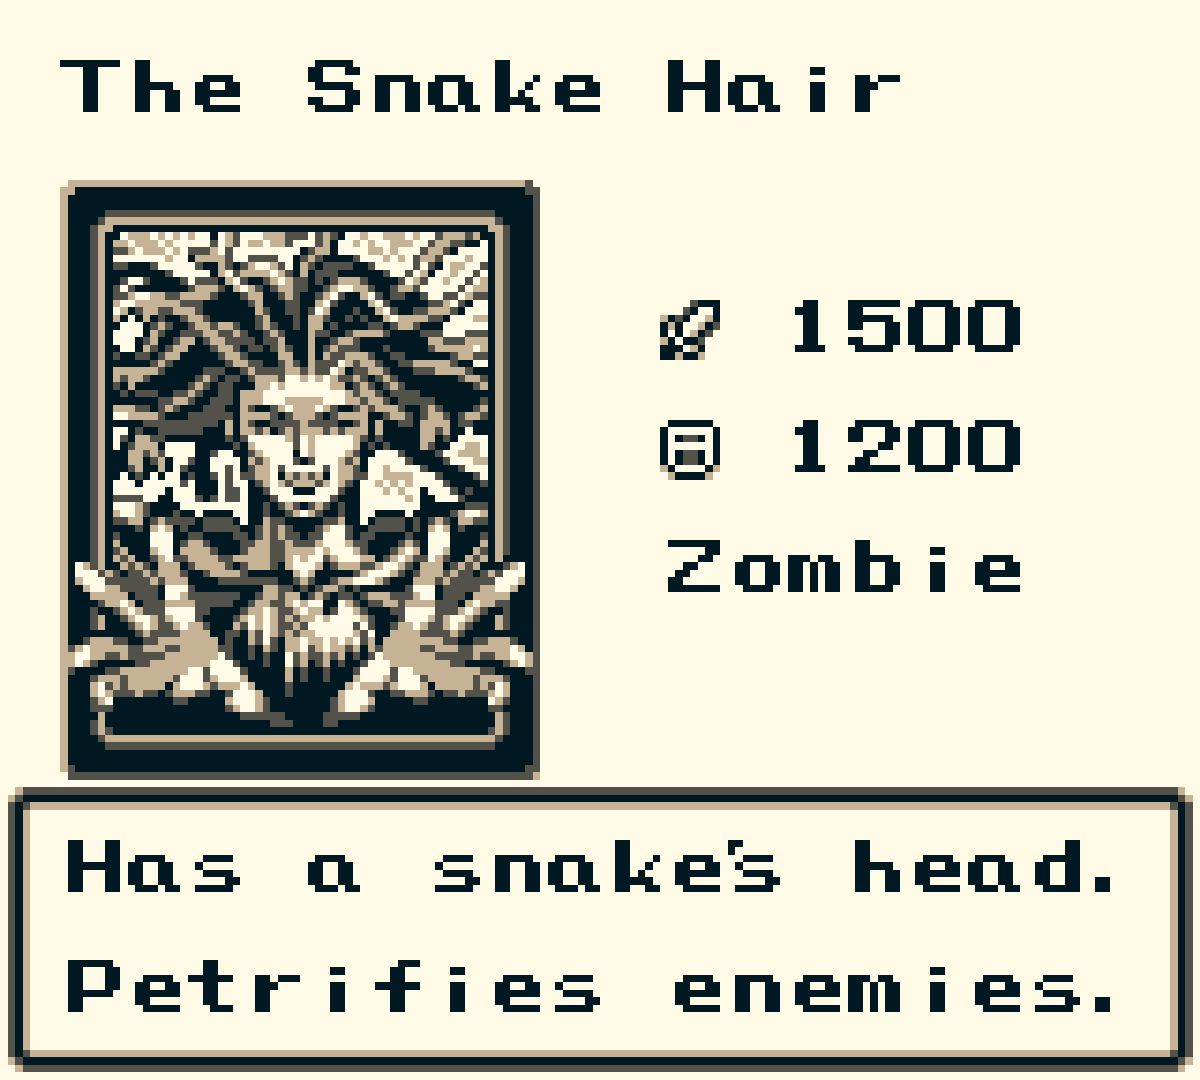 The Snake Hair
1500
1200
Zombie
Has a snake's head.
Petrifies enemies.